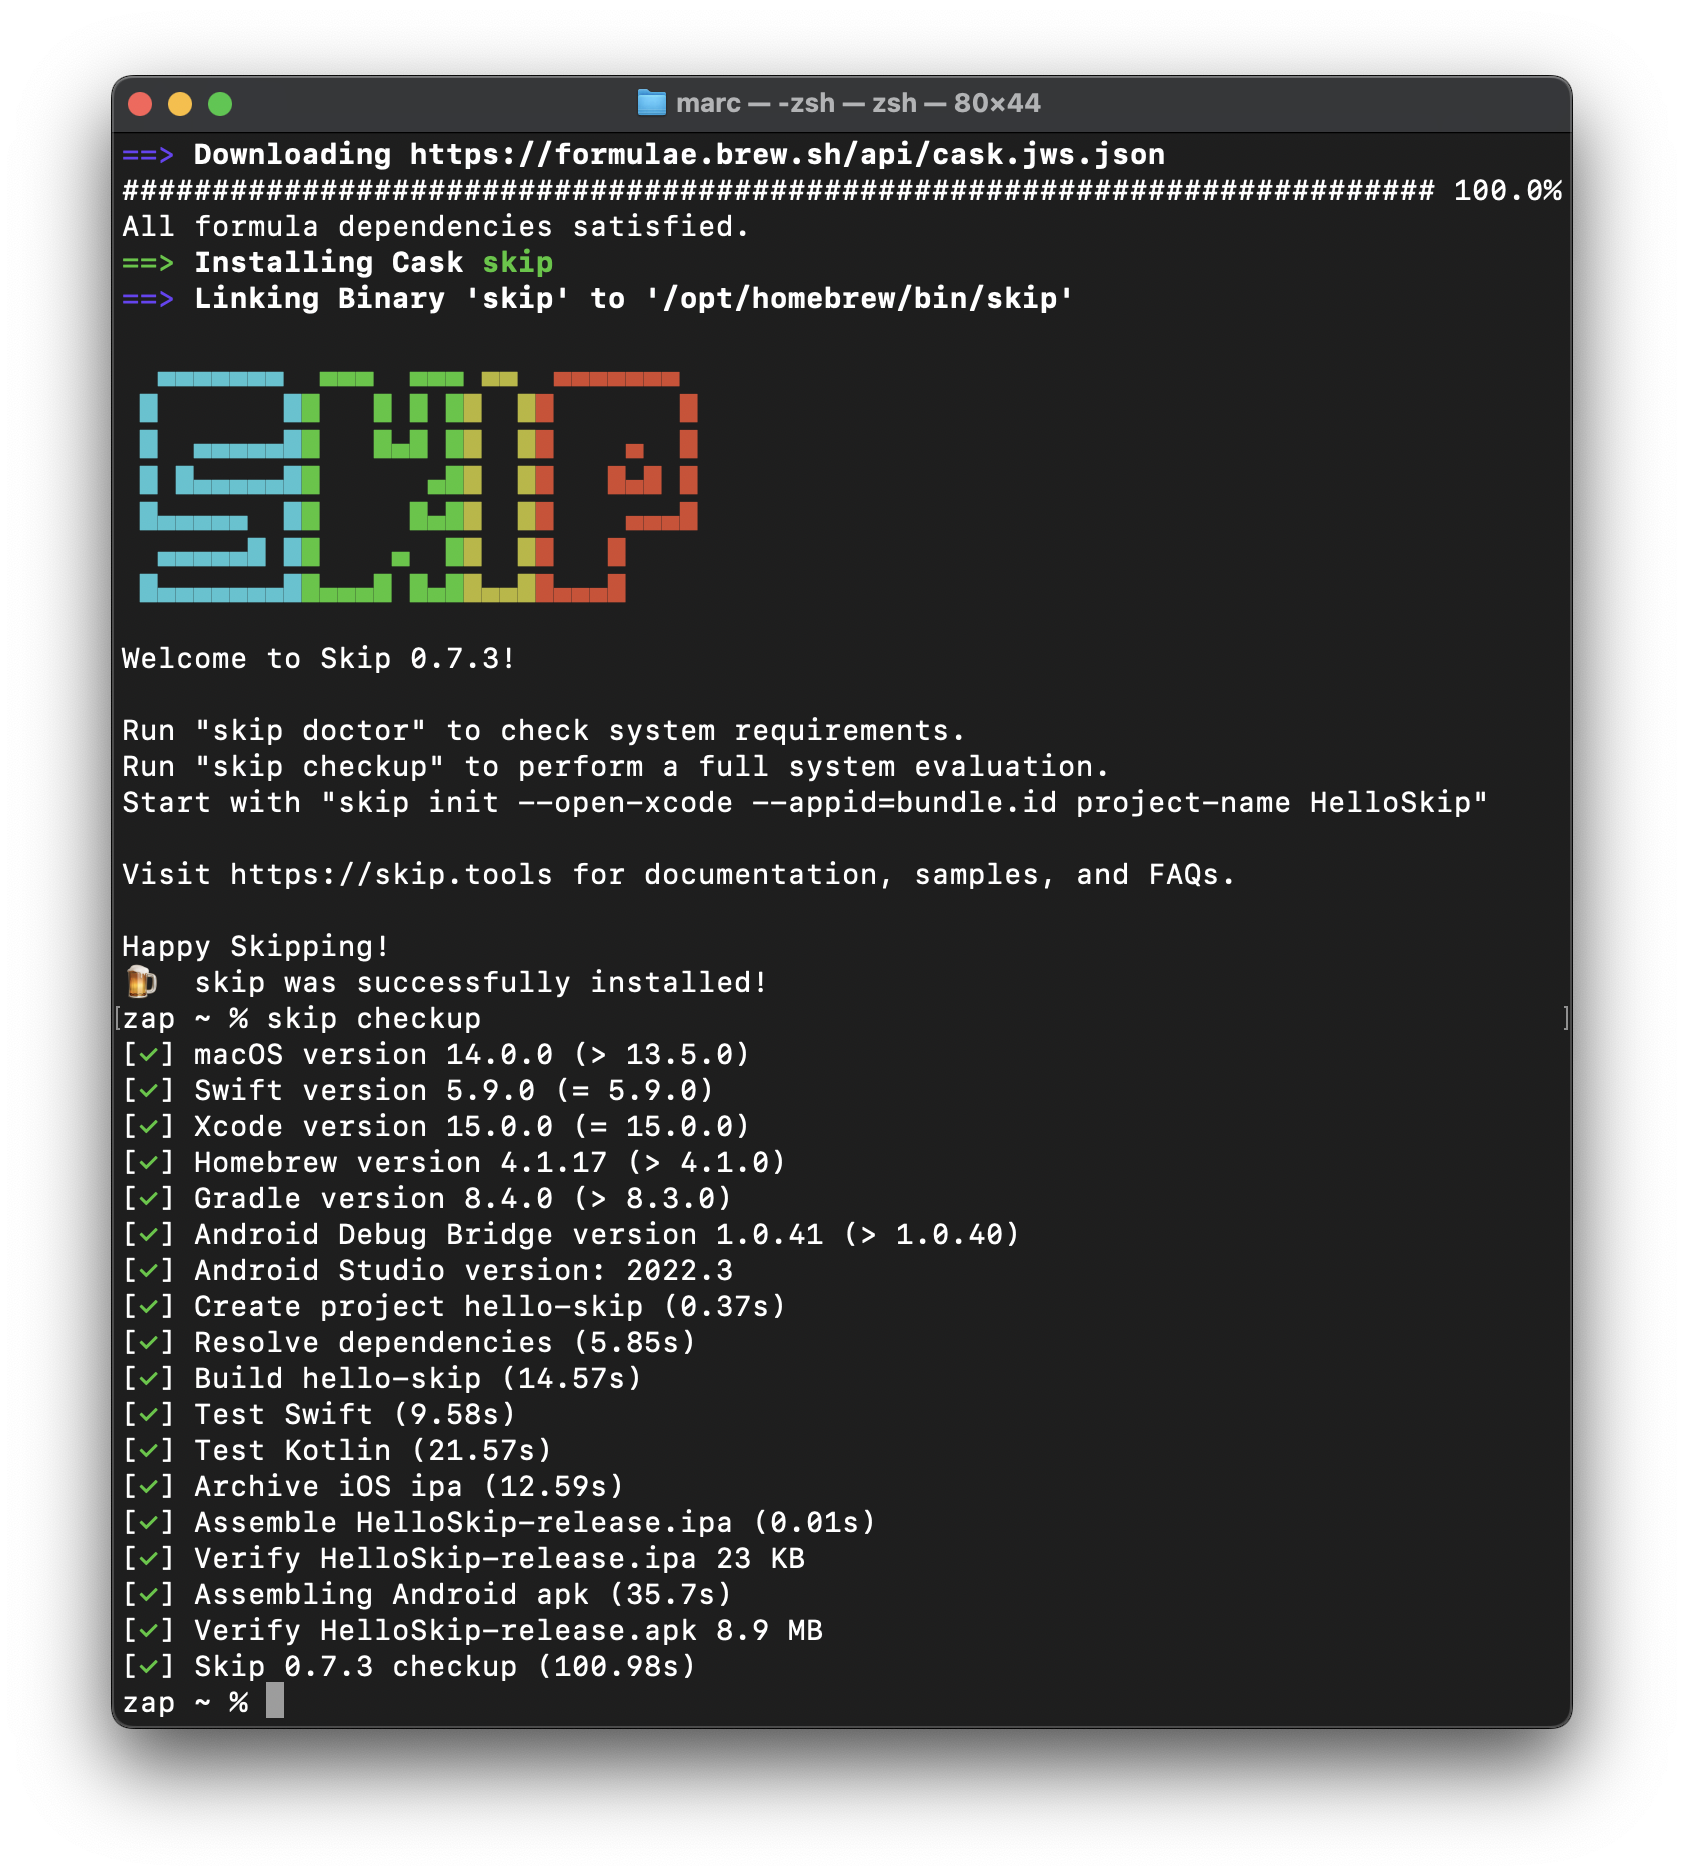 marc — -zsh — zsh — 80×44
==> Downloading https://formulae.brew.sh/api/cask.jws.json
######################################################################### 100.0%
All formula dependencies satisfied.
==> Installing Cask skip
==> Linking Binary 'skip' to '/opt/homebrew/bin/skip'
SKIP
Welcome to Skip 0.7.3!
Run "skip doctor" to check system requirements.
Run "skip checkup" to perform a full system evaluation.
Start with "skip init --open-xcode --appid=bundle.id project-name HelloSkip"
Visit https://skip.tools for documentation, samples, and FAQs.
Happy Skipping!
🍺  skip was successfully installed!
[zap ~ % skip checkup ]
[✓] macOS version 14.0.0 (> 13.5.0)
[✓] Swift version 5.9.0 (= 5.9.0)
[✓] Xcode version 15.0.0 (= 15.0.0)
[✓] Homebrew version 4.1.17 (> 4.1.0)
[✓] Gradle version 8.4.0 (> 8.3.0)
[✓] Android Debug Bridge version 1.0.41 (> 1.0.40)
[✓] Android Studio version: 2022.3
[✓] Create project hello-skip (0.37s)
[✓] Resolve dependencies (5.85s)
[✓] Build hello-skip (14.57s)
[✓] Test Swift (9.58s)
[✓] Test Kotlin (21.57s)
[✓] Archive iOS ipa (12.59s)
[✓] Assemble HelloSkip-release.ipa (0.01s)
[✓] Verify HelloSkip-release.ipa 23 KB
[✓] Assembling Android apk (35.7s)
[✓] Verify HelloSkip-release.apk 8.9 MB
[✓] Skip 0.7.3 checkup (100.98s)
zap ~ %